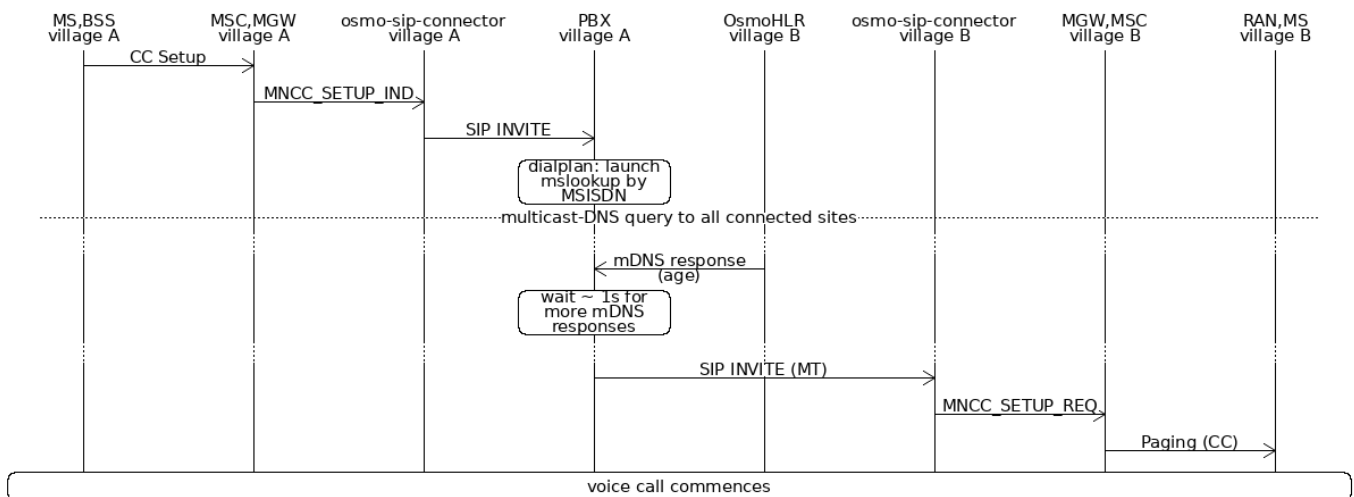 MS,BSS
village A
MSC,MGW
village A
osmo-sip-connector
village A
PBX
village A
OsmoHLR
village B
osmo-sip-connector
village B
MGW,MSC
village B
RAN,MS
village B
CC Setup
MNCC_SETUP_IND
SIP INVITE
dialplan: launch
mslookup by
MSISDN
multicast-DNS query to all connected sites
mDNS response
(age)
wait ~ 1s for
more mDNS
responses
SIP INVITE (MT)
MNCC_SETUP_REQ
Paging (CC)
voice call commences